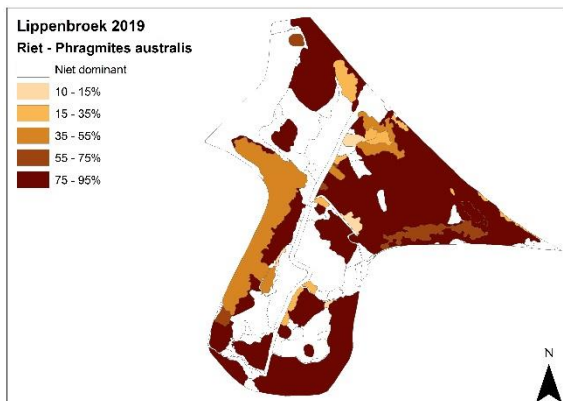 Lippenbroek 2019
Riet - Phragmites australis
Niet dominant
10 - 15%
15 - 35%
35 - 55%
55 - 75%
75 - 95%
N